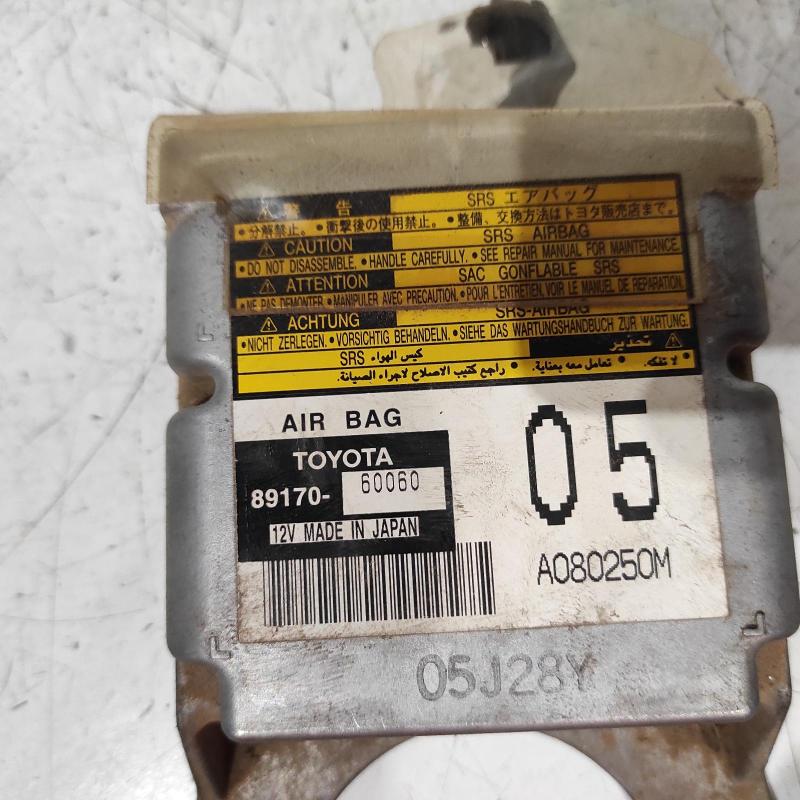 警告
SRS エアバッグ
•分解禁止。 •衝撃後の使用禁止。 •整備、交換方法はトヨタ販売店まで。
⚠ CAUTION SRS AIRBAG
•DO NOT DISASSEMBLE. •HANDLE CAREFULLY. •SEE REPAIR MANUAL FOR MAINTENANCE.
⚠ ATTENTION SAC GONFLABLE SRS
•NE PAS DEMONTER •MANIPULER AVEC PRECAUTION. •POUR L'ENTRETIEN, VOIR LE MANUEL DE REPARATION.
⚠ ACHTUNG SRS-AIRBAG
•NICHT ZERLEGEN. •VORSICHTIG BEHANDELN. •SIEHE DAS WARTUNGSHANDBUCH ZUR WARTUNG.
⚠ تحذير
كيس الهواء SRS
• لا تفكه. • تعامل معه بعناية. • راجع كتيب الاصلاح لاجراء الصيانة.
AIR BAG
05
TOYOTA
89170- 60060
12V MADE IN JAPAN
A080250M
05J28Y